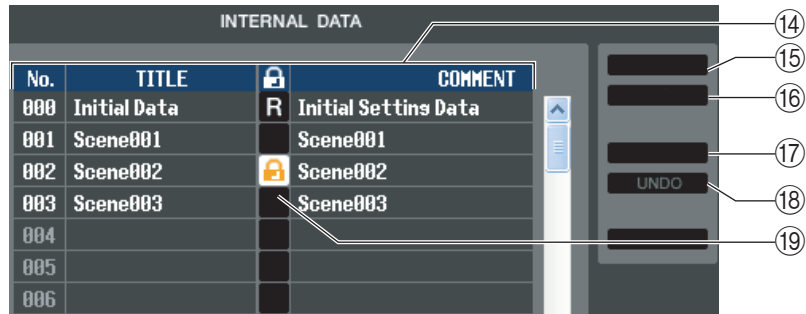 INTERNAL DATA
⑭
⑮
No. TITLE COMMENT
⑯
000 Initial Data R Initial Setting Data
001 Scene001 Scene001
⑰
002 Scene002 Scene002
UNDO
⑱
003 Scene003 Scene003
⑲
004
005
006